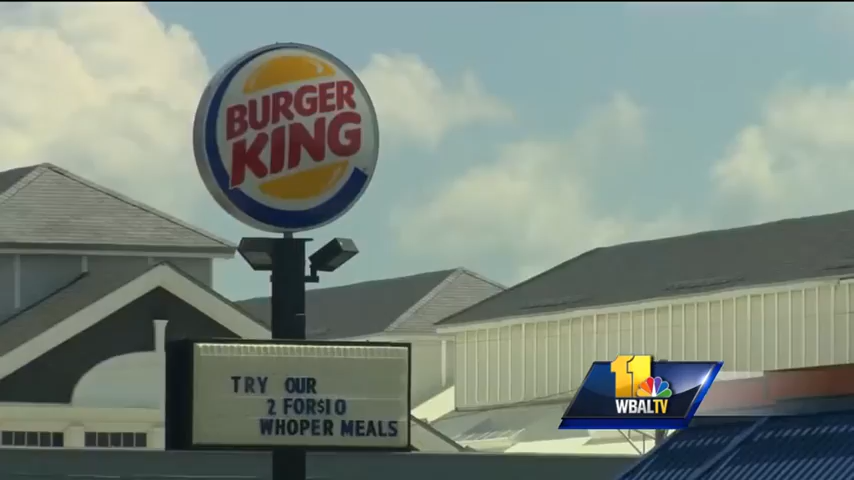 BURGER
KING
TRY OUR
2 FOR$10
WHOPER MEALS
11
WBALTV